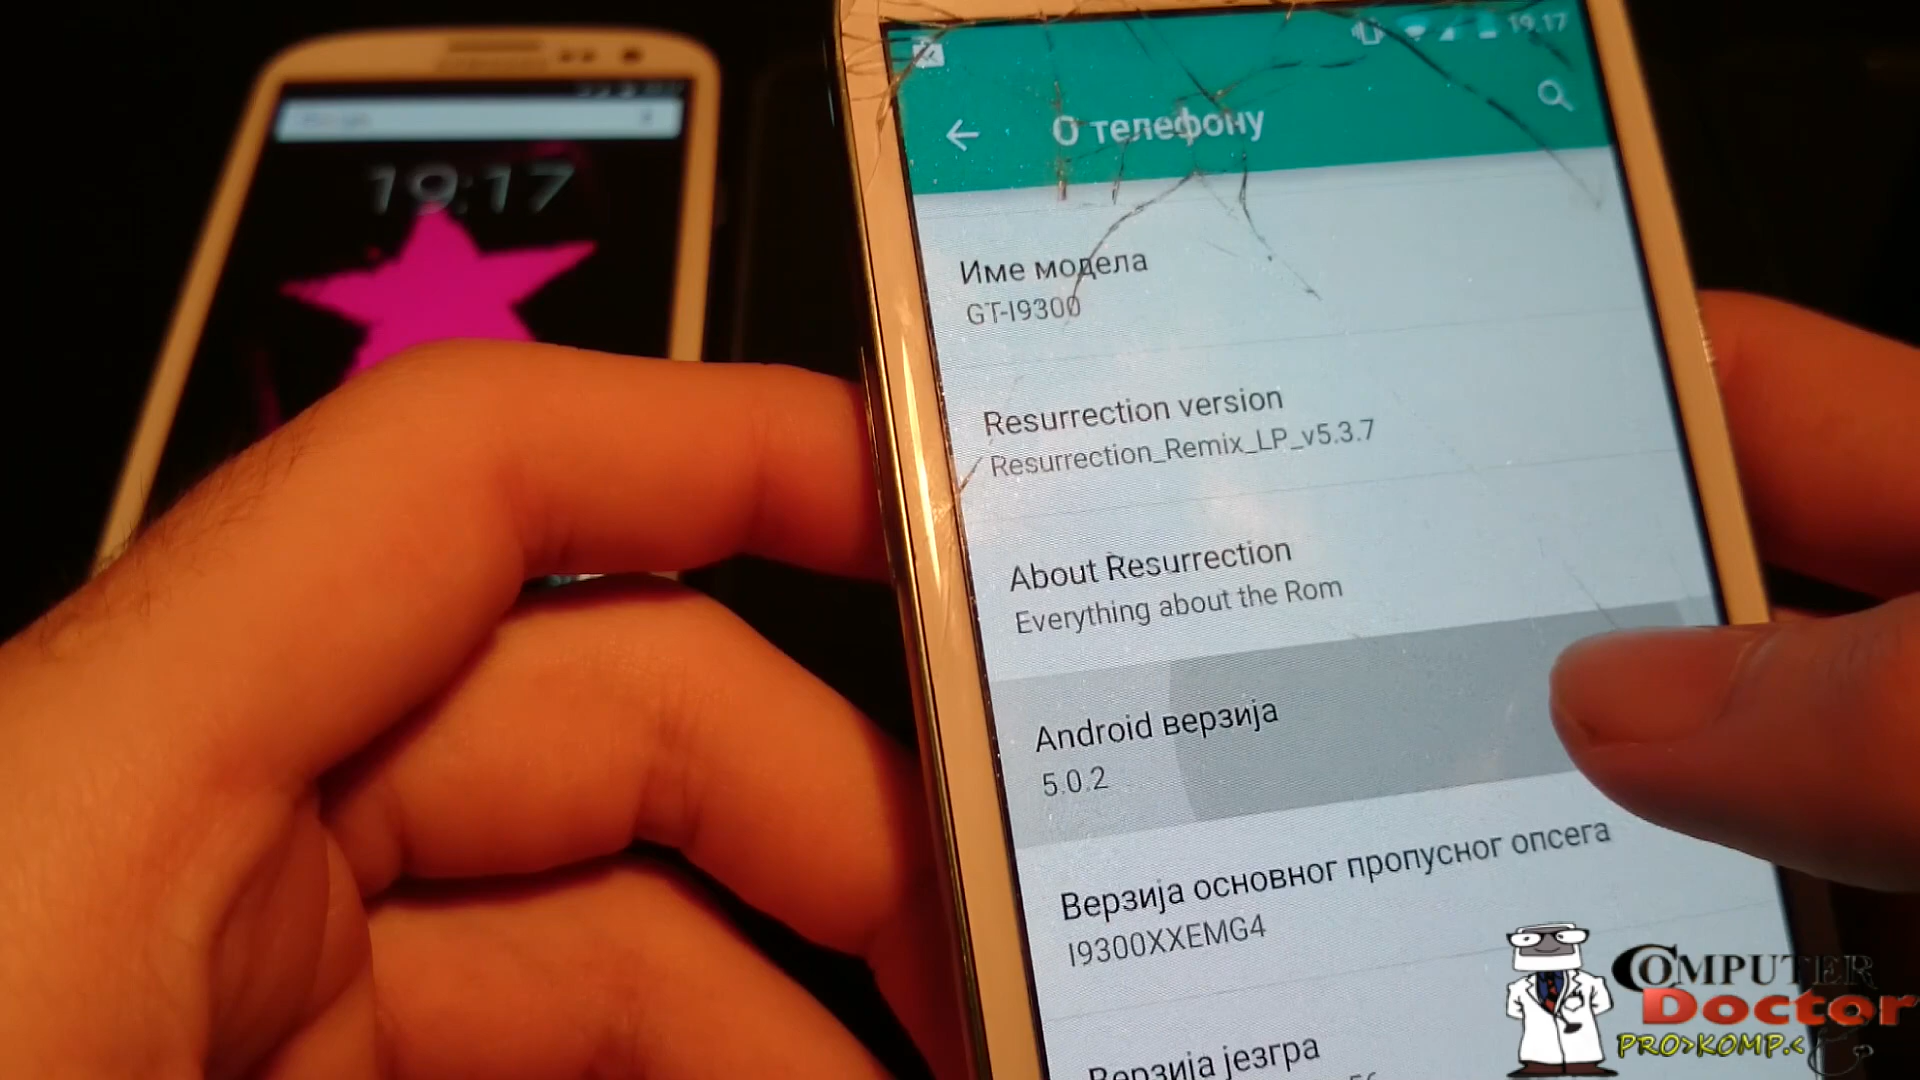 19:17
19:17
О телефону
Име модела
GT-I9300
Resurrection version
Resurrection_Remix_LP_v5.3.7
About Resurrection
Everything about the Rom
Android верзија
5.0.2
Верзија основног пропусног опсега
I9300XXEMG4
Верзија језгра
COMPUTER
Doctor
PRO>KOMP.<